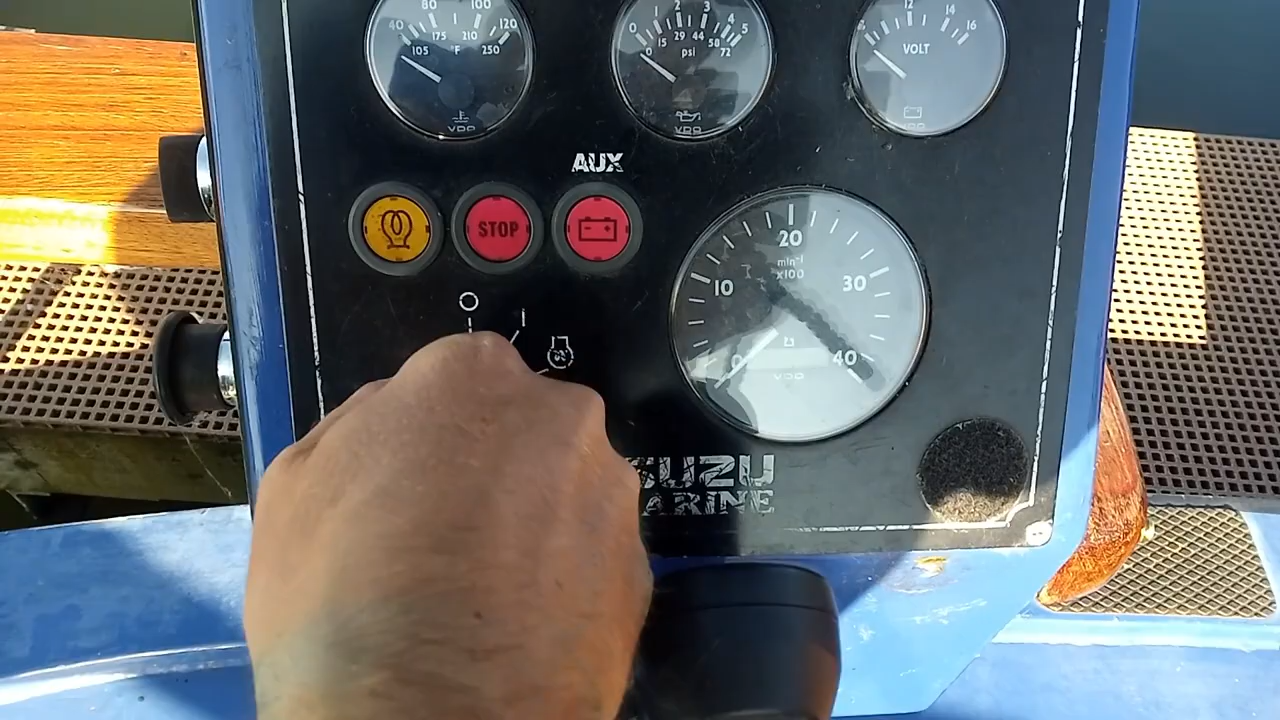 80 100
40 120
175 210
105 °F 250
VDO
1 2 3 4
0 5
15 29 44 58
0 psi 72
VDO
12 14
16
VOLT
VDO
AUX
STOP
20
min-1
x100
10 30
0 40
VDO
SUZU
ARINE